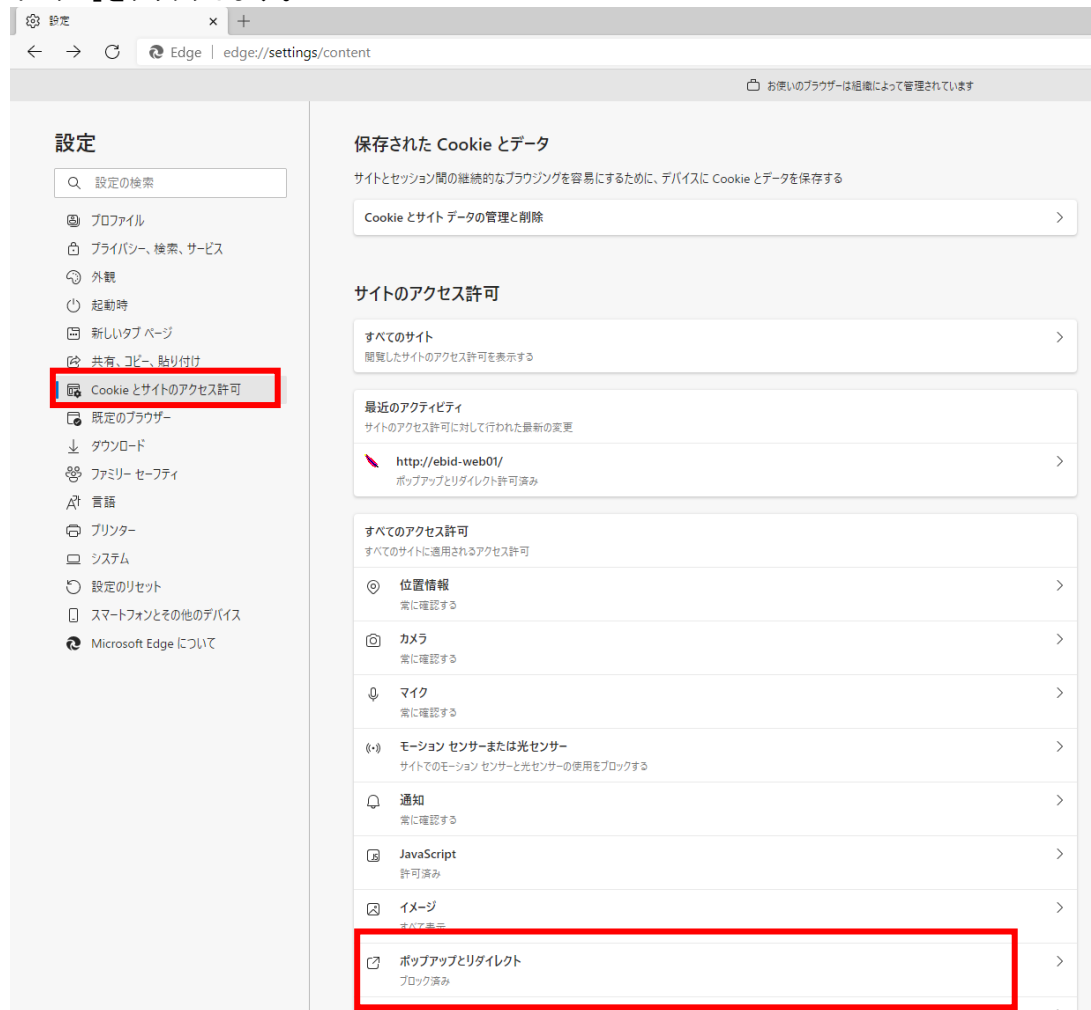 設定
Edge | edge://settings/content
お使いのブラウザーは組織によって管理されています
設定
設定の検索
プロファイル
プライバシー、検索、サービス
外観
起動時
新しいタブ ページ
共有、コピー、貼り付け
Cookie とサイトのアクセス許可
既定のブラウザー
ダウンロード
ファミリー セーフティ
言語
プリンター
システム
設定のリセット
スマートフォンとその他のデバイス
Microsoft Edge について
保存された Cookie とデータ
サイトとセッション間の継続的なブラウジングを容易にするために、デバイスに Cookie とデータを保存する
Cookie とサイト データの管理と削除
サイトのアクセス許可
すべてのサイト
閲覧したサイトのアクセス許可を表示する
最近のアクティビティ
サイトのアクセス許可に対して行われた最新の変更
http://ebid-web01/
ポップアップとリダイレクト許可済み
すべてのアクセス許可
すべてのサイトに適用されるアクセス許可
位置情報
常に確認する
カメラ
常に確認する
マイク
常に確認する
モーション センサーまたは光センサー
サイトでのモーション センサーと光センサーの使用をブロックする
通知
常に確認する
JavaScript
許可済み
イメージ
すべて表示
ポップアップとリダイレクト
ブロック済み